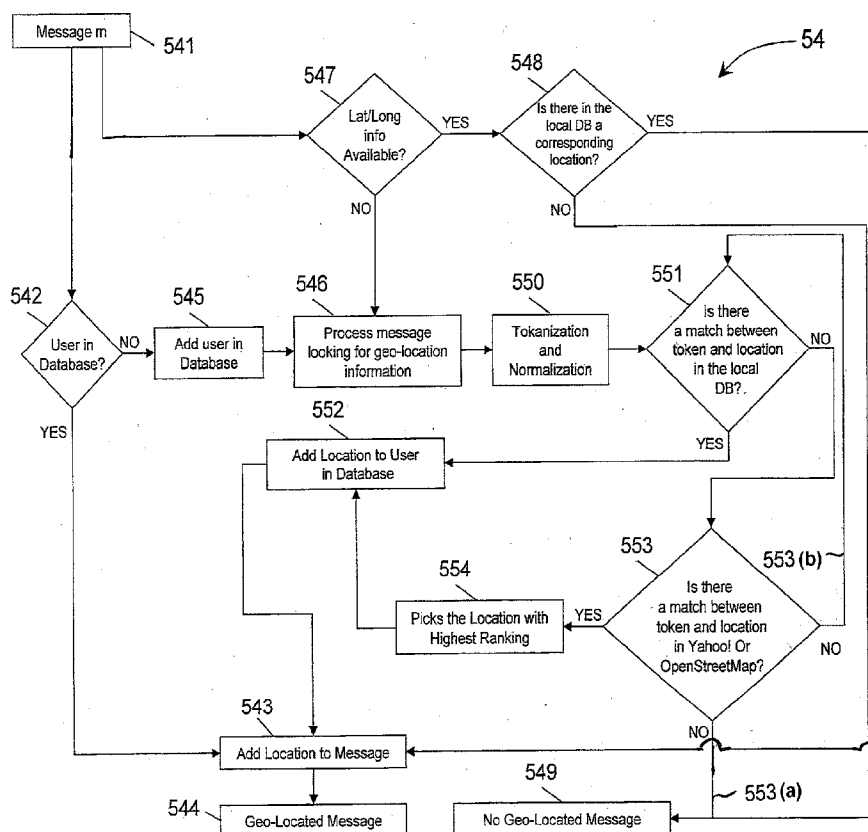 Message m
541
54
547
548
Lat/Long
info
Available?
YES
Is there in the
local DB a
corresponding
location?
YES
NO
NO
542
545
546
550
551
User in
Database?
NO
Add user in
Database
Process message
looking for geo-location
information
Tokanization
and
Normalization
Is there
a match between
token and location
in the local
DB?
NO
YES
YES
552
Add Location to User
in Database
553
553 (b)
554
Picks the Location with
Highest Ranking
YES
Is there
a match between
token and location
in Yahoo! Or
OpenStreetMap?
NO
543
NO
Add Location to Message
553 (a)
544
Geo-Located Message
549
No Geo-Located Message